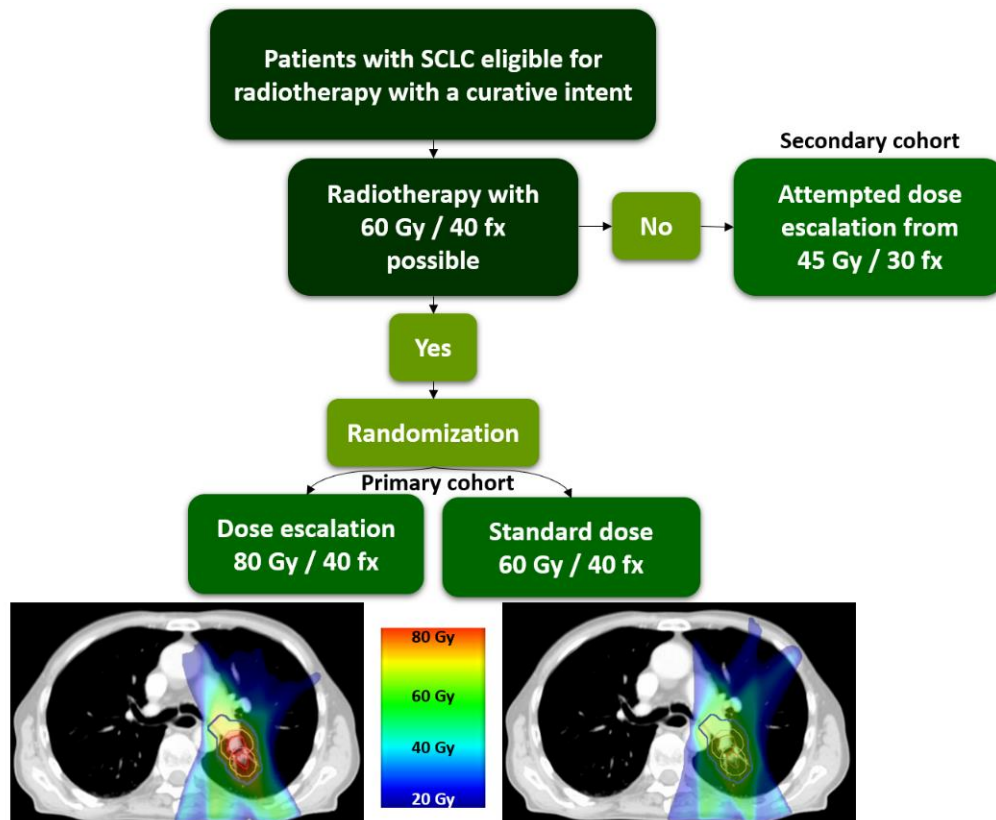 Patients with SCLC eligible for
radiotherapy with a curative intent
Secondary cohort
Radiotherapy with
60 Gy / 40 fx
possible
No
Attempted dose
escalation from
45 Gy / 30 fx
Yes
Randomization
Primary cohort
Dose escalation
80 Gy / 40 fx
Standard dose
60 Gy / 40 fx
80 Gy
60 Gy
40 Gy
20 Gy